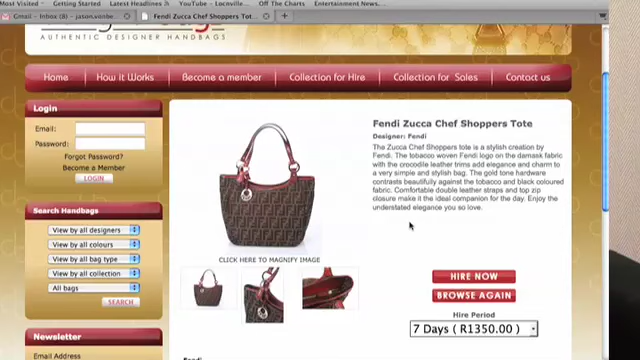 Most Visited
Getting Started
Latest Headlines
YouTube - Locnville...
Off The Charts
Entertainment News...
Gmail - Inbox (8) - jason.vonbe...
Fendi Zucca Chef Shoppers Tot...
AUTHENTIC DESIGNER HANDBAGS
Home
How it Works
Become a member
Collection for Hire
Collection for Sales
Contact us
Login
Email:
Password:
Forgot Password?
Become a Member
LOGIN
Search Handbags
View by all designers
View by all colours
View by all bag type
View by all collection
All bags
SEARCH
Newsletter
Email Address
CLICK HERE TO MAGNIFY IMAGE
Fendi Zucca Chef Shoppers Tote
Designer: Fendi
The Zucca Chef Shoppers tote is a stylish creation by
Fendi. The tobacco woven Fendi logo on the damask fabric
with the crocodile leather trims add elegance and charm to
a very simple and stylish bag. The gold tone hardware
contrasts beautifully against the tobacco and black coloured
fabric. Comfortable double leather straps and top zip
closure make it the ideal companion for the day. Enjoy the
understated elegance you so love.
HIRE NOW
BROWSE AGAIN
Hire Period
7 Days ( R1350.00 )
Fendi